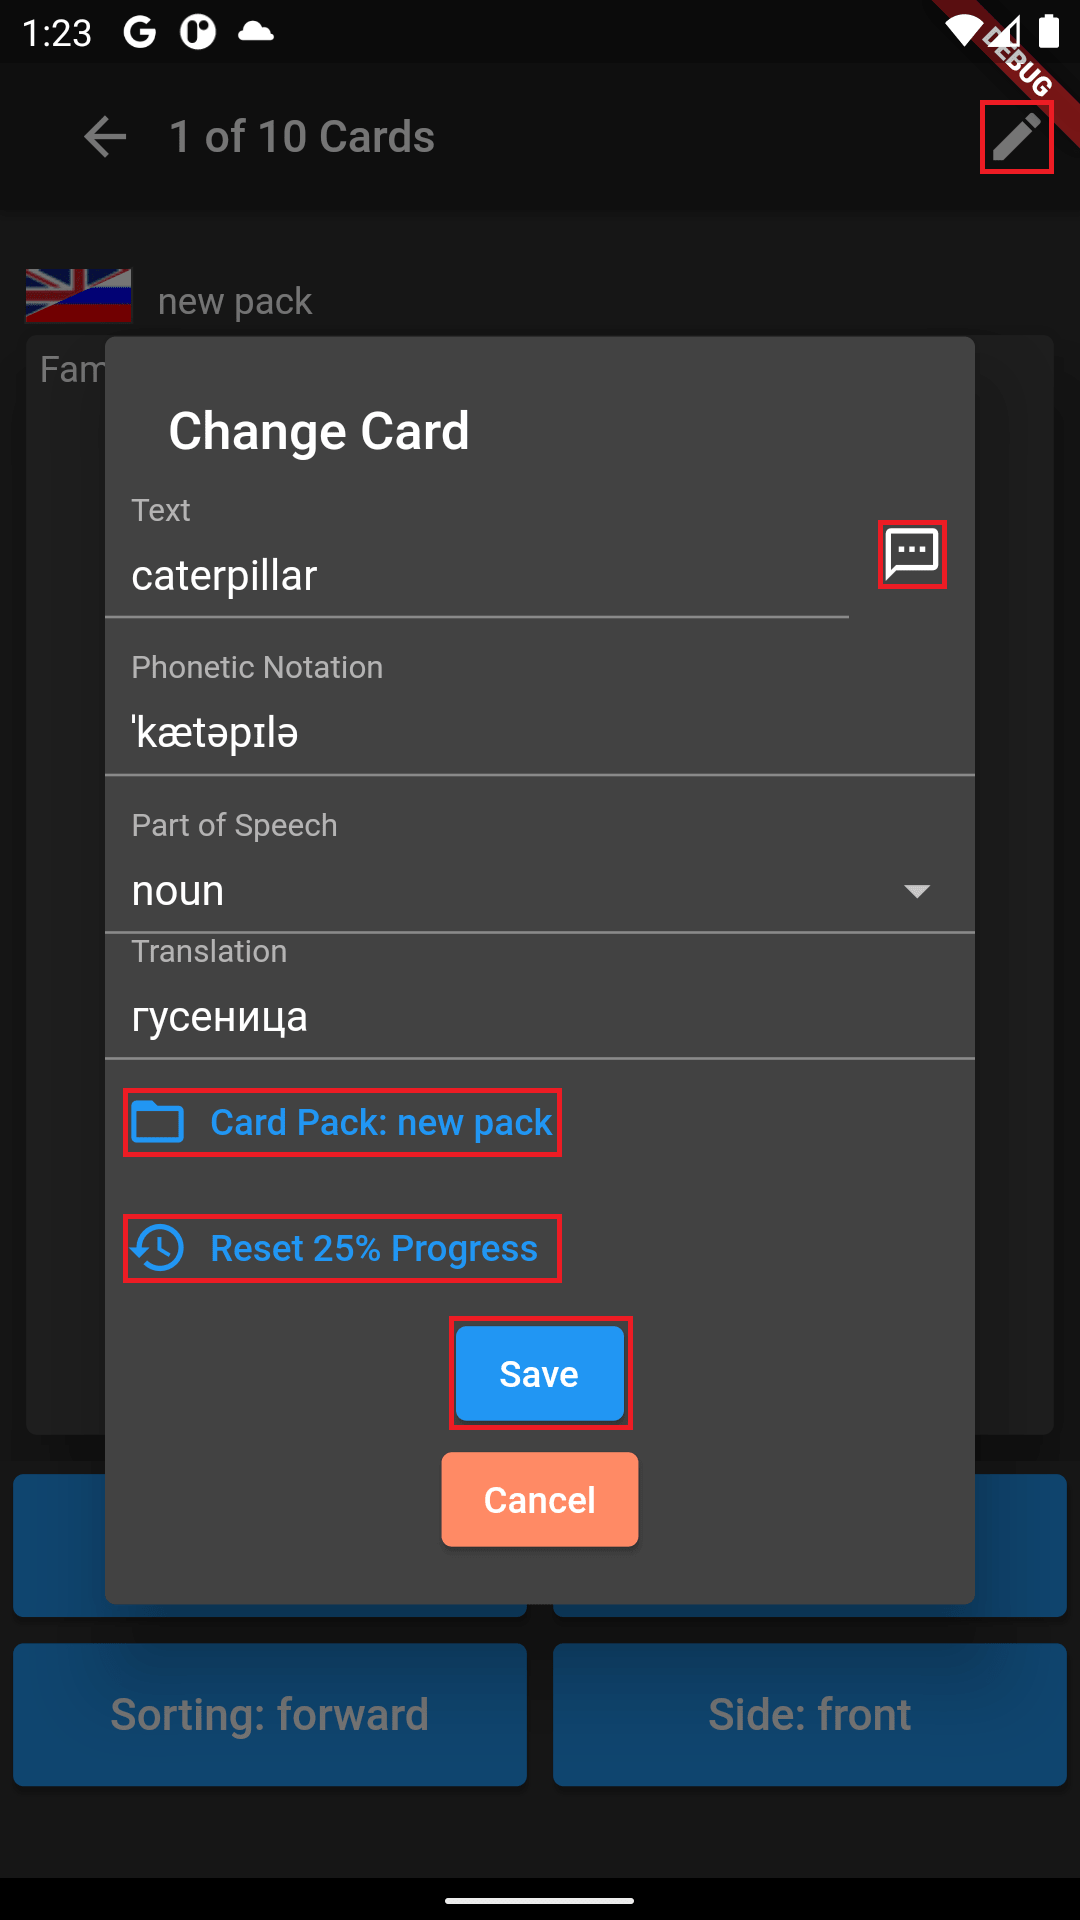 1:23
DEBUG
1 of 10 Cards
new pack
Fam
Change Card
Text
caterpillar
Phonetic Notation
ˈkætəpɪlə
Part of Speech
noun
Translation
гусеница
Card Pack: new pack
Reset 25% Progress
Save
Cancel
Sorting: forward
Side: front